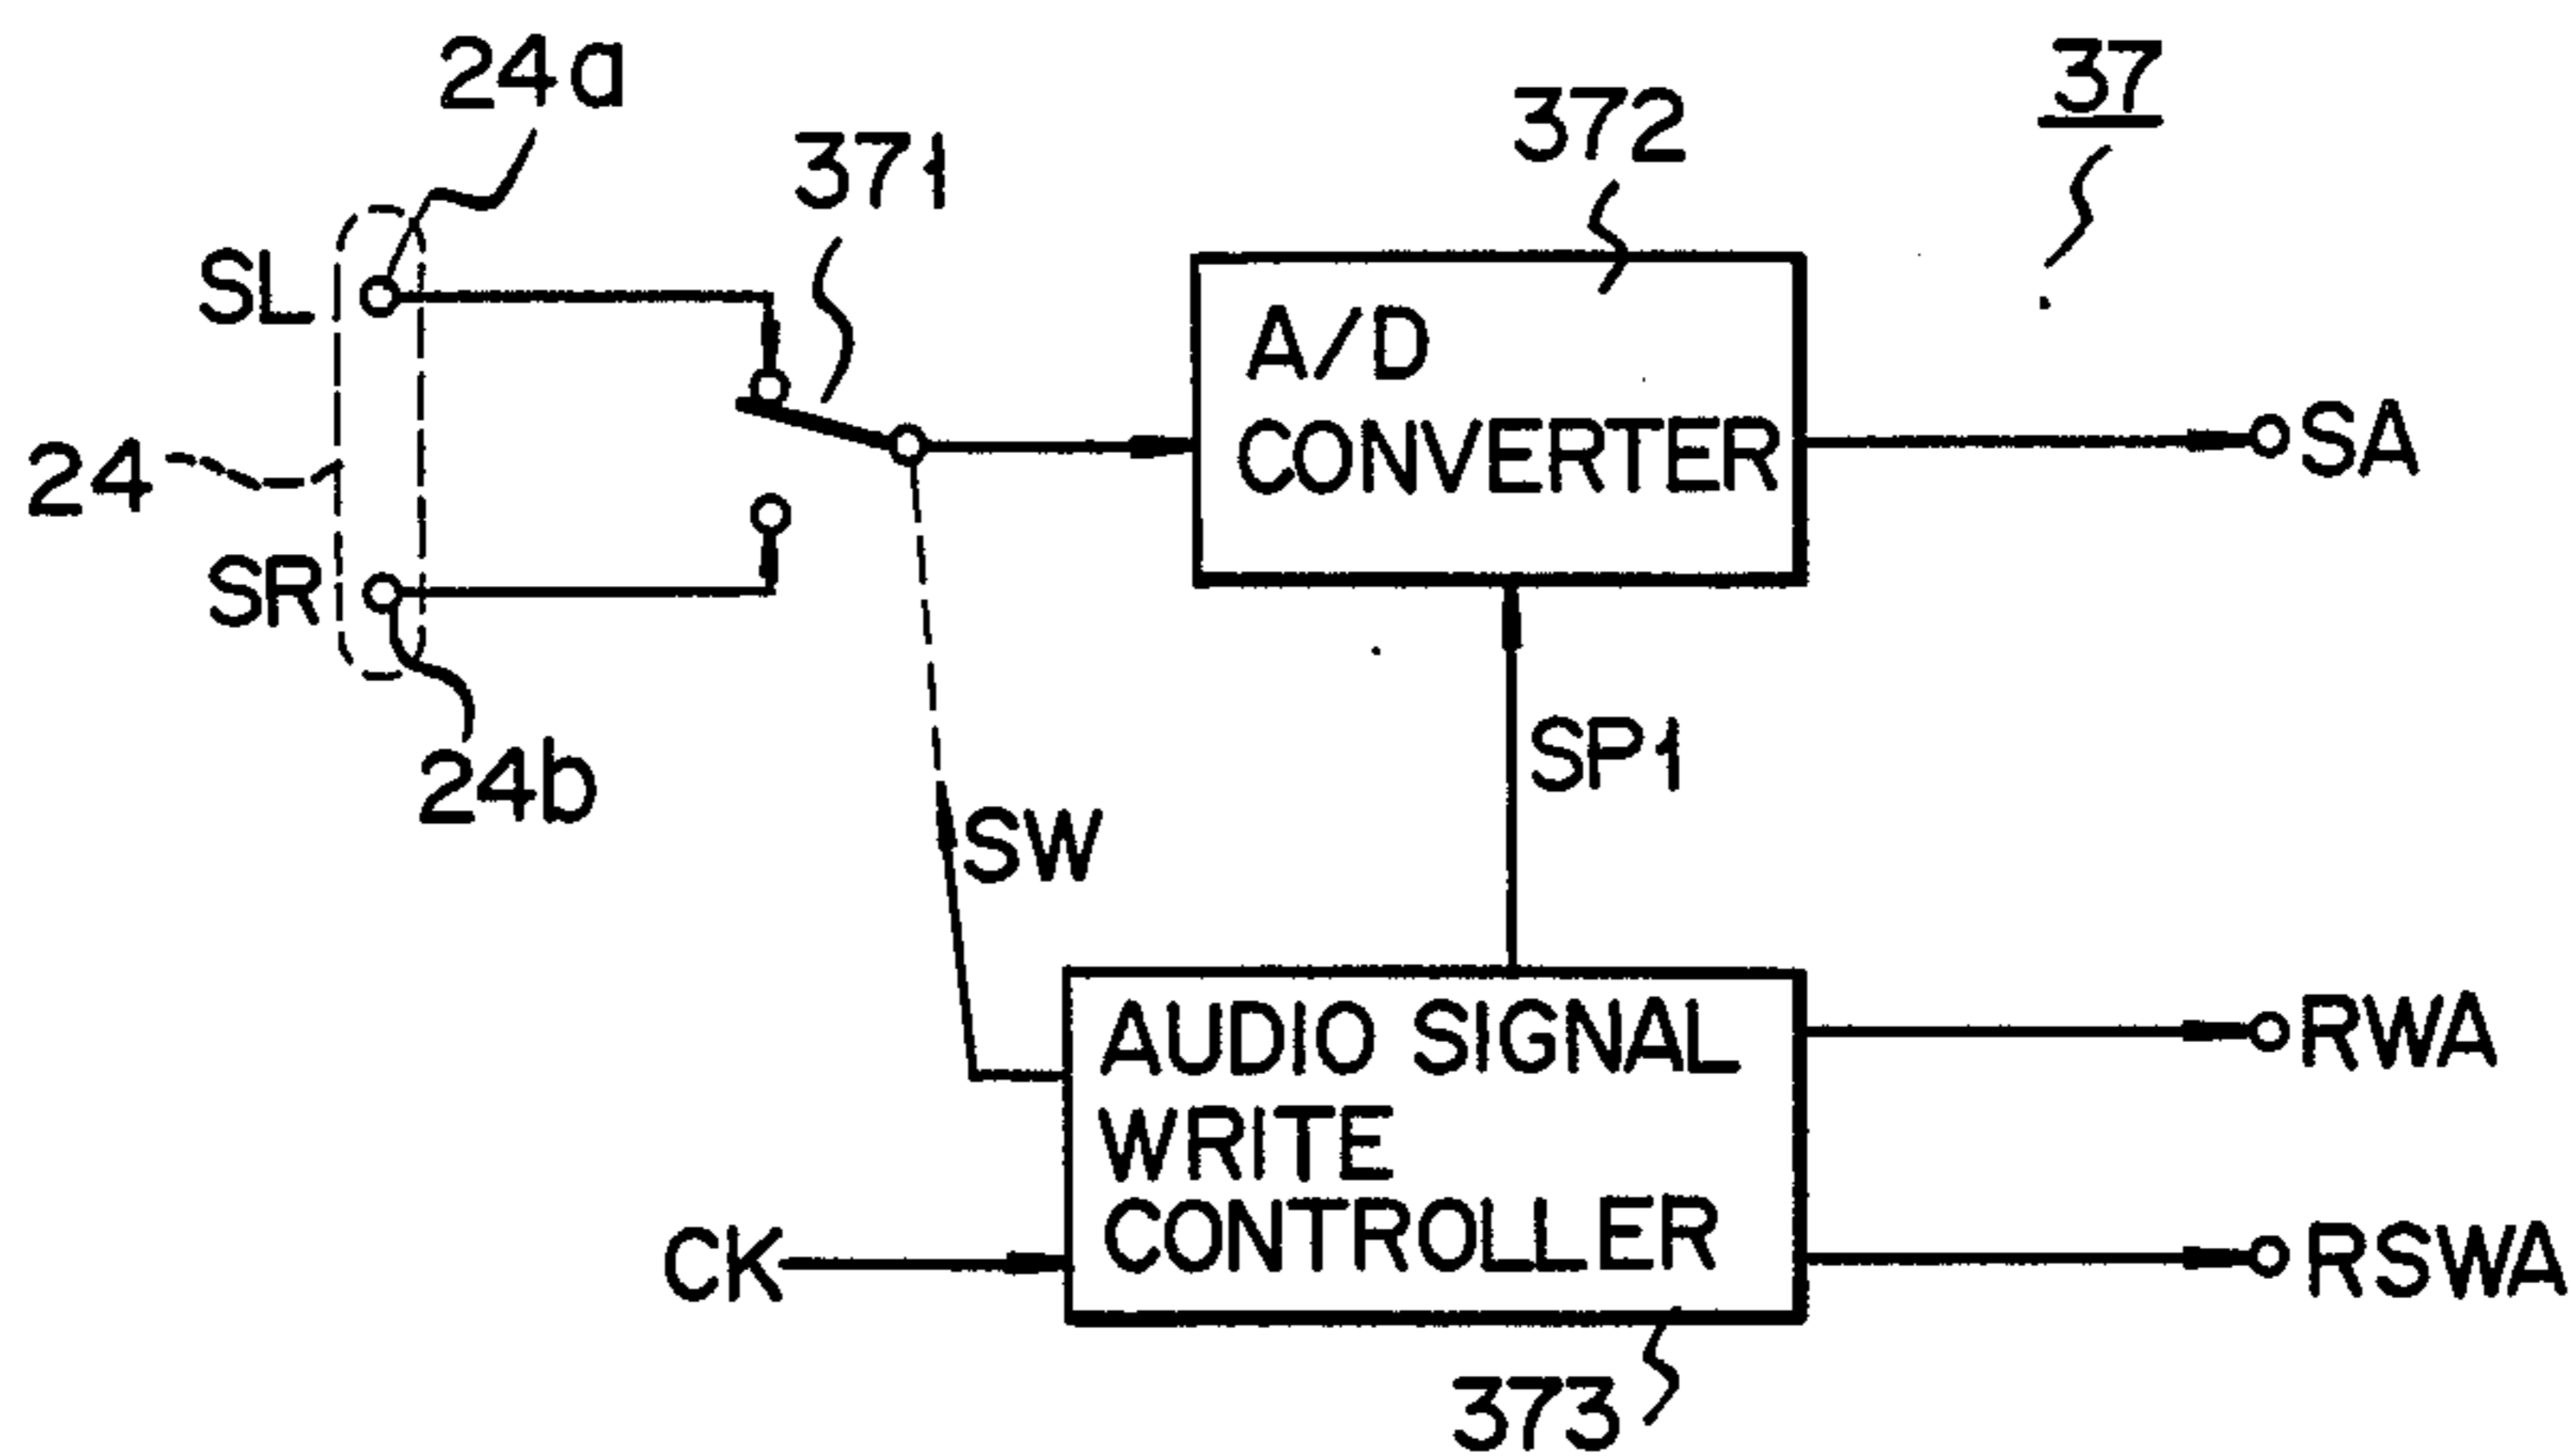 24a
371
372
37
SL
A/D
CONVERTER
SA
24
SR
24b
SP1
SW
AUDIO SIGNAL
WRITE
CONTROLLER
RWA
CK
RSWA
373